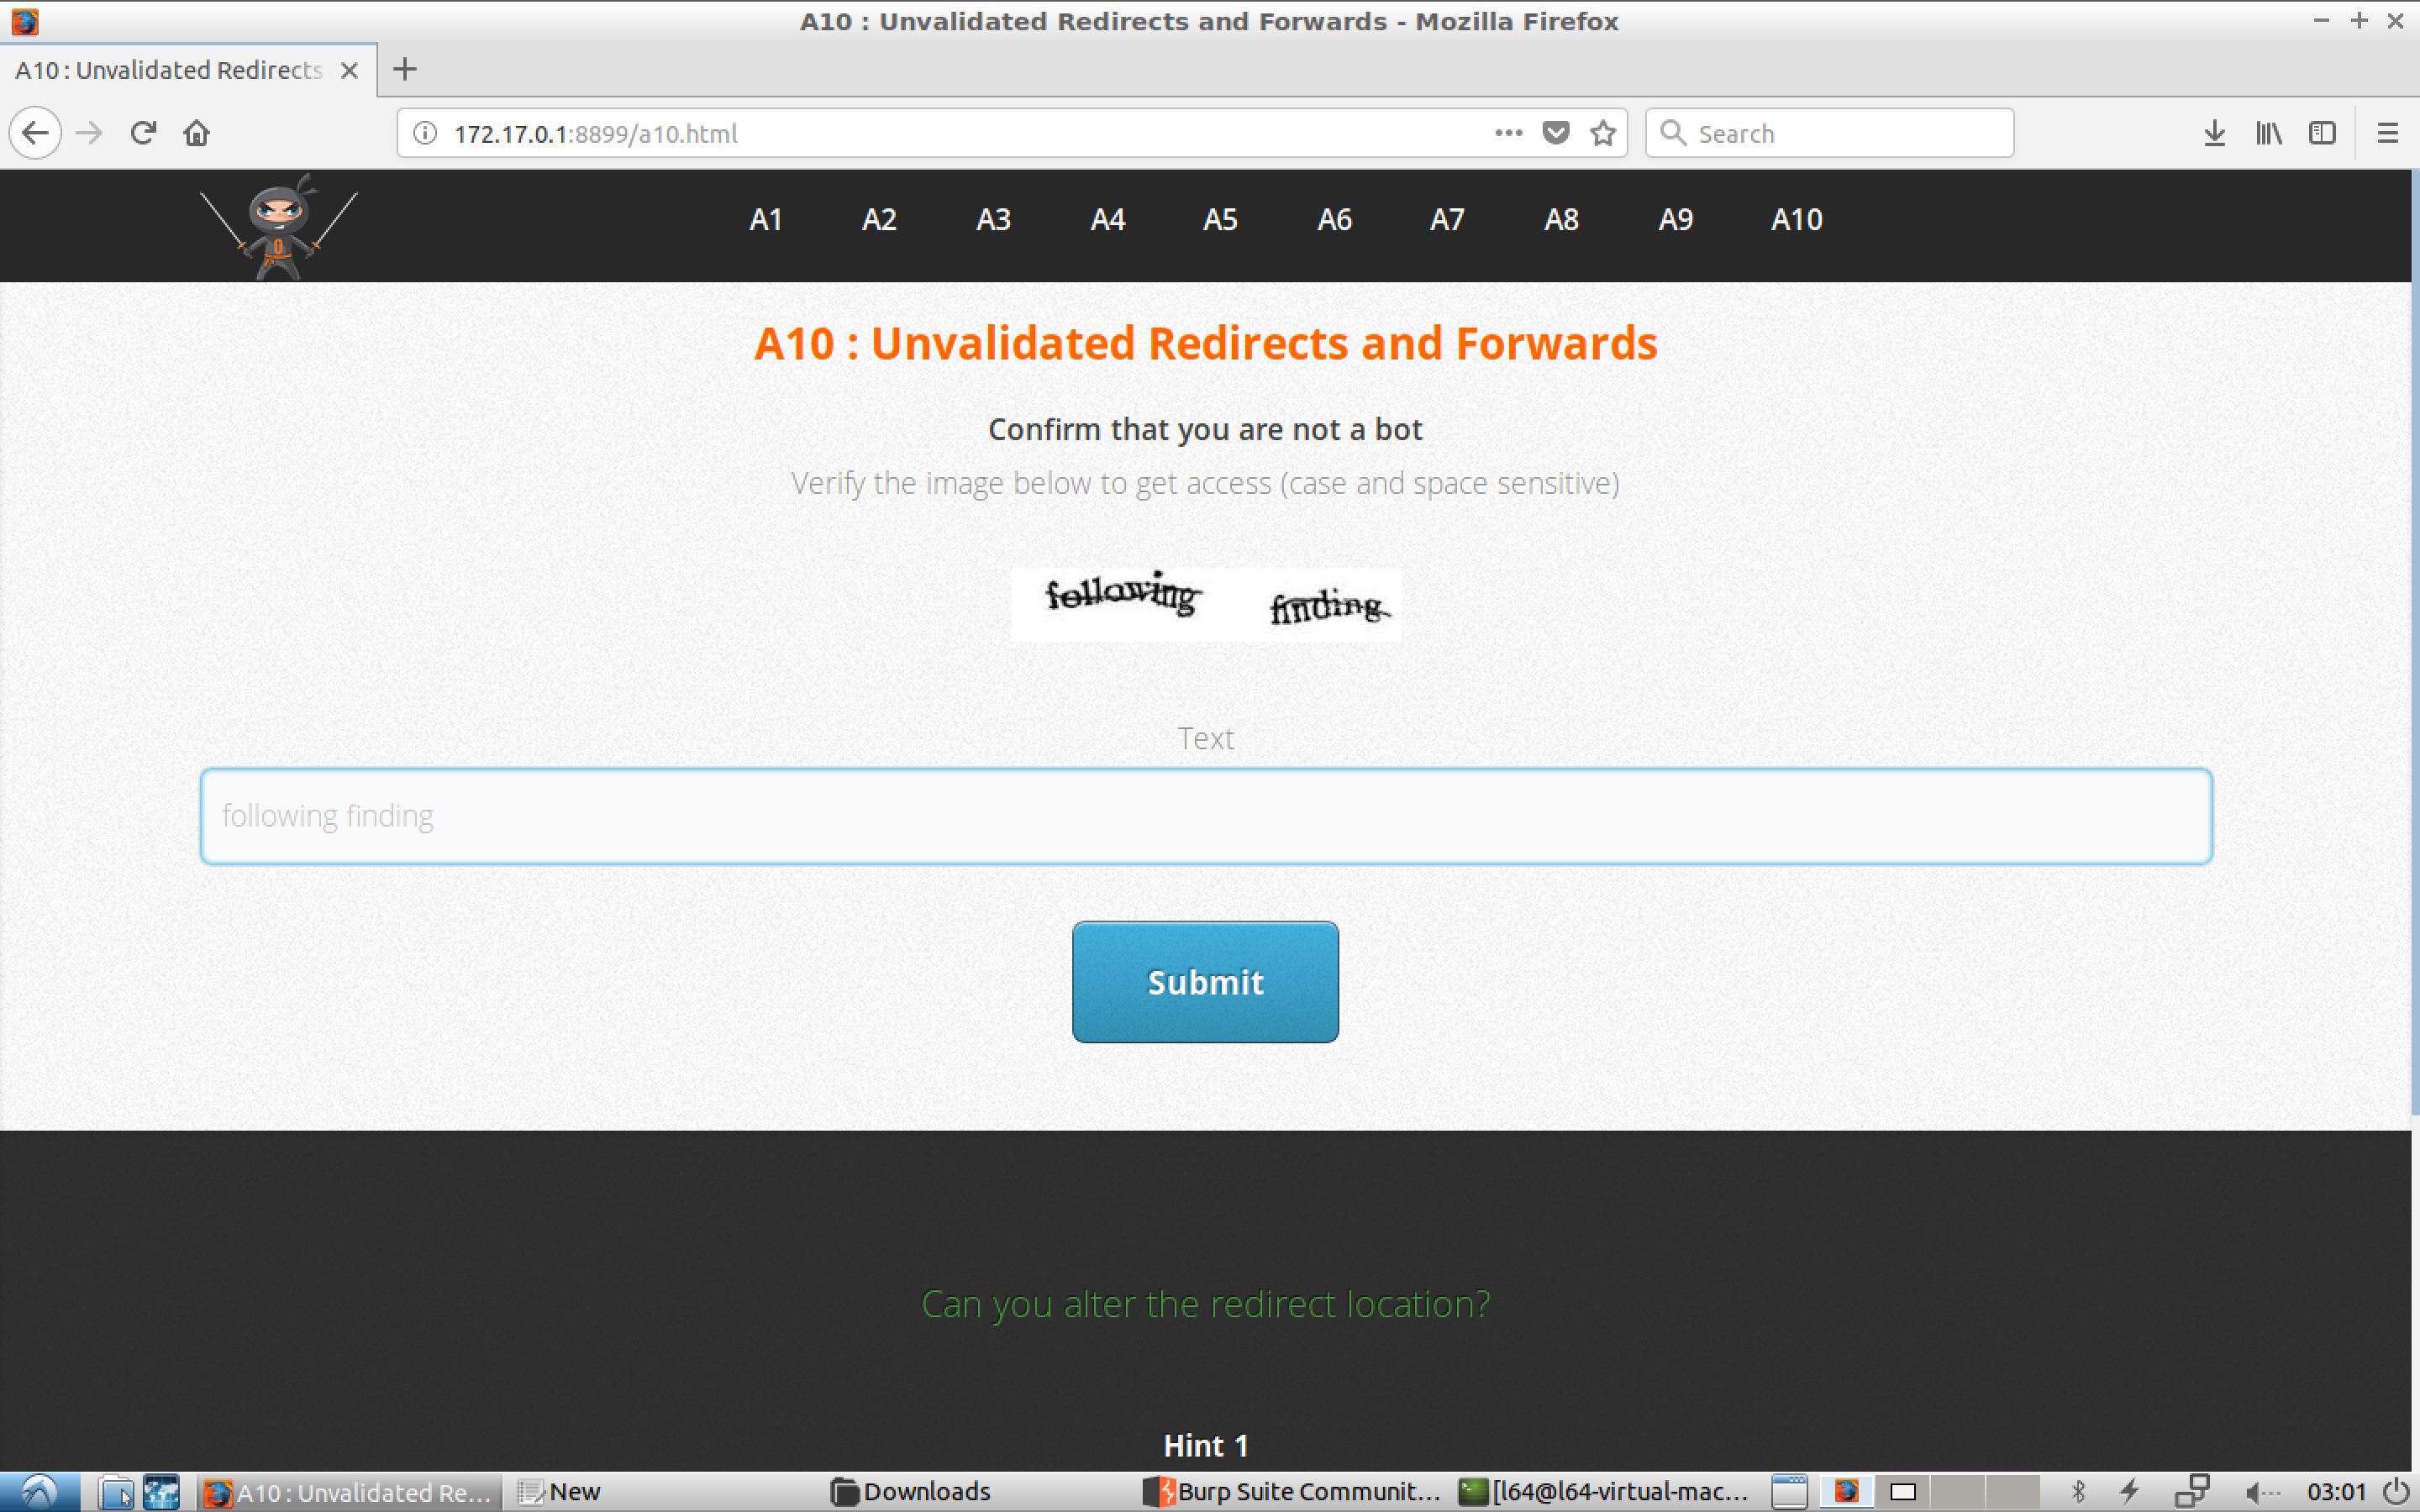 A10 : Unvalidated Redirects and Forwards - Mozilla Firefox
A10 : Unvalidated Redirects
172.17.0.1:8899/a10.html
Search
A1 A2 A3 A4 A5 A6 A7 A8 A9 A10
A10 : Unvalidated Redirects and Forwards
Confirm that you are not a bot
Verify the image below to get access (case and space sensitive)
following finding
Text
following finding
Submit
Can you alter the redirect location?
Hint 1
A10 : Unvalidated Re... New Downloads Burp Suite Communit... [l64@l64-virtual-mac... 03:01